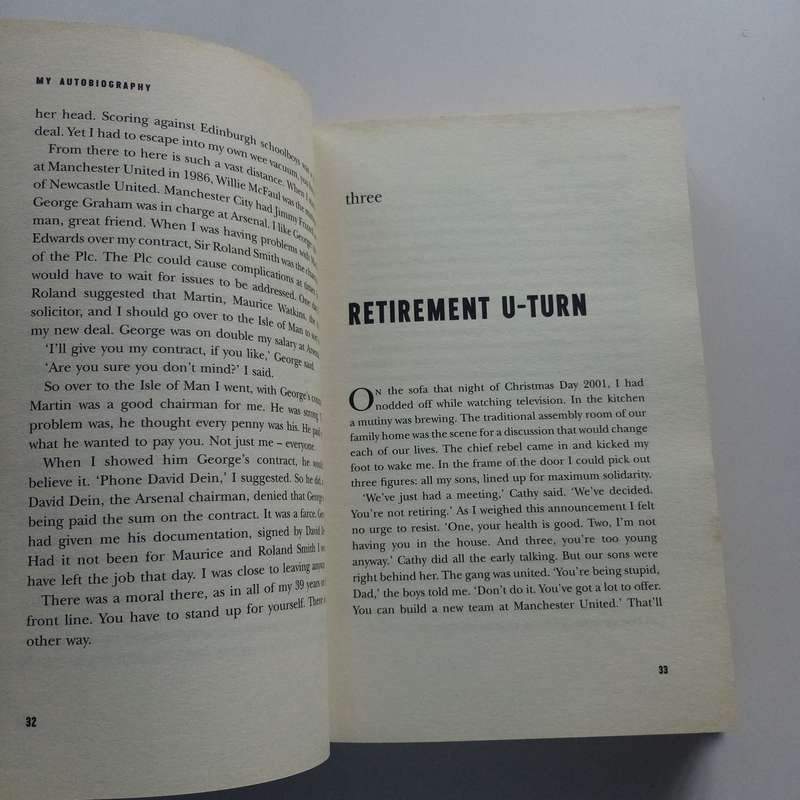 MY AUTOBIOGRAPHY
her head. Scoring against Edinburgh schoolboys was a
deal. Yet I had to escape into my own wee vacuum, you
From there to here is such a vast distance. When I
at Manchester United in 1986, Willie McFaul was the
of Newcastle United. Manchester City had Jimmy
George Graham was in charge at Arsenal. I like George,
man, great friend. When I was having problems with
Edwards over my contract, Sir Roland Smith was the
of the Plc. The Plc could cause complications at times.
would have to wait for issues to be addressed. One
Roland suggested that Martin, Maurice Watkins, the
solicitor, and I should go over to the Isle of Man to
my new deal. George was on double my salary at Arsenal
‘I’ll give you my contract, if you like,’ George said.
‘Are you sure you don’t mind?’ I said.
So over to the Isle of Man I went, with George’s
Martin was a good chairman for me. He was strong.
problem was, he thought every penny was his. He
what he wanted to pay you. Not just me – everyone.
When I showed him George’s contract, he
believe it. ‘Phone David Dein,’ I suggested. So he did,
David Dein, the Arsenal chairman, denied that
being paid the sum on the contract. It was a farce.
had given me his documentation, signed by David
Had it not been for Maurice and Roland Smith I
have left the job that day. I was close to leaving
There was a moral there, as in all of my 39 years
front line. You have to stand up for yourself. There
other way.
32
three
RETIREMENT U-TURN
ON the sofa that night of Christmas Day 2001, I had
nodded off while watching television. In the kitchen
a mutiny was brewing. The traditional assembly room of our
family home was the scene for a discussion that would change
each of our lives. The chief rebel came in and kicked my
foot to wake me. In the frame of the door I could pick out
three figures: all my sons, lined up for maximum solidarity.
‘We’ve just had a meeting,’ Cathy said. ‘We’ve decided.
You’re not retiring.’ As I weighed this announcement I felt
no urge to resist. ‘One, your health is good. Two, I’m not
having you in the house. And three, you’re too young
anyway.’ Cathy did all the early talking. But our sons were
right behind her. The gang was united. ‘You’re being stupid,
Dad,’ the boys told me. ‘Don’t do it. You’ve got a lot to offer.
You can build a new team at Manchester United.’ That’ll
33